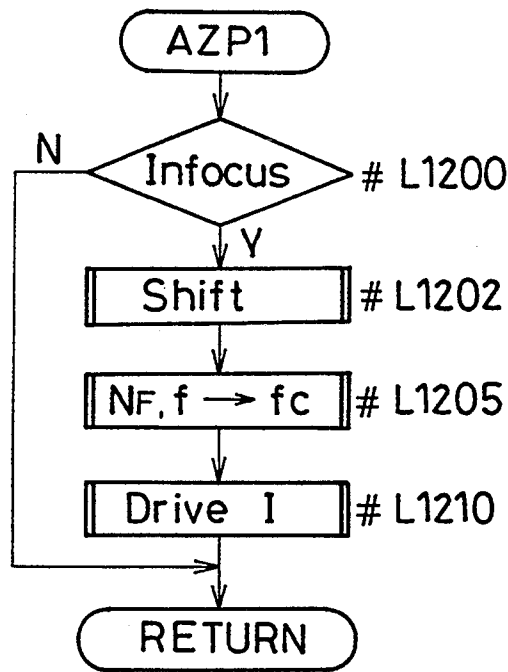 AZP1
N
Infocus # L1200
Y
Shift # L1202
NF, f → fc # L1205
Drive I # L1210
RETURN